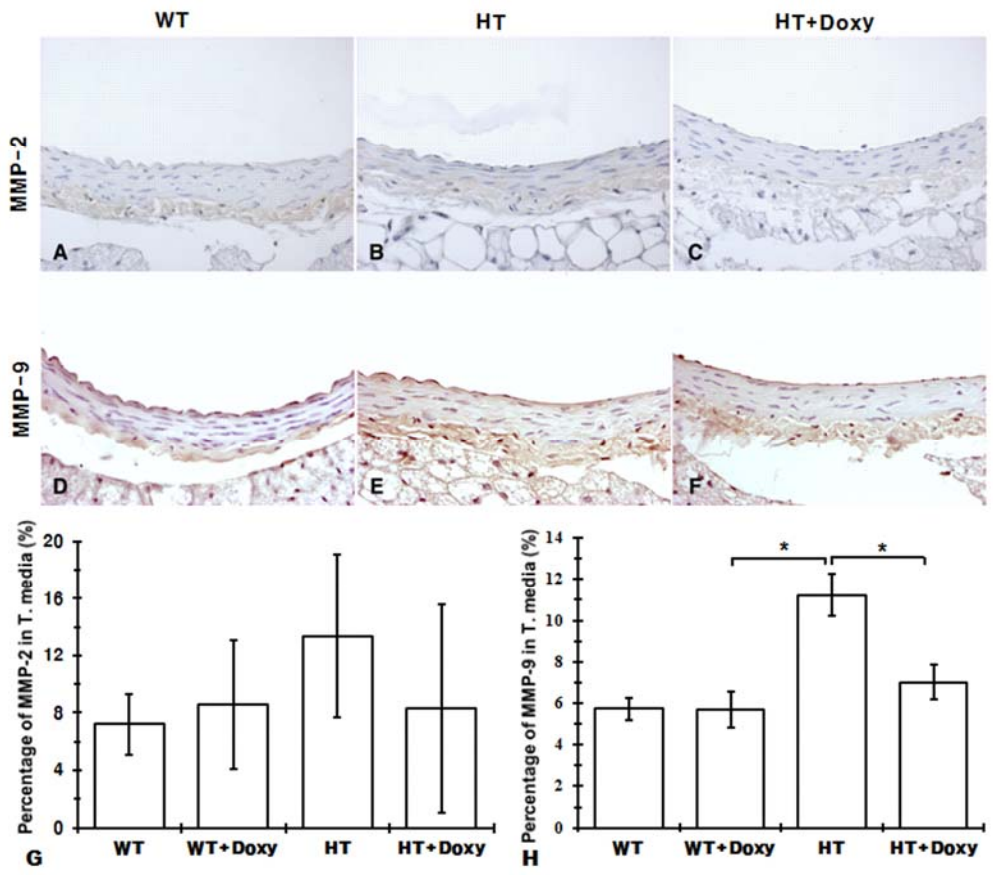 WT HT HT+Doxy
MMP-2
A B C
MMP-9
D E F
Percentage of MMP-2 in T. media (%)
20
16
12
8
4
0
WT WT+Doxy HT HT+Doxy
G
Percentage of MMP-9 in T. media (%)
14
12
10
8
6
4
2
0
* *
WT WT+Doxy HT HT+Doxy
H